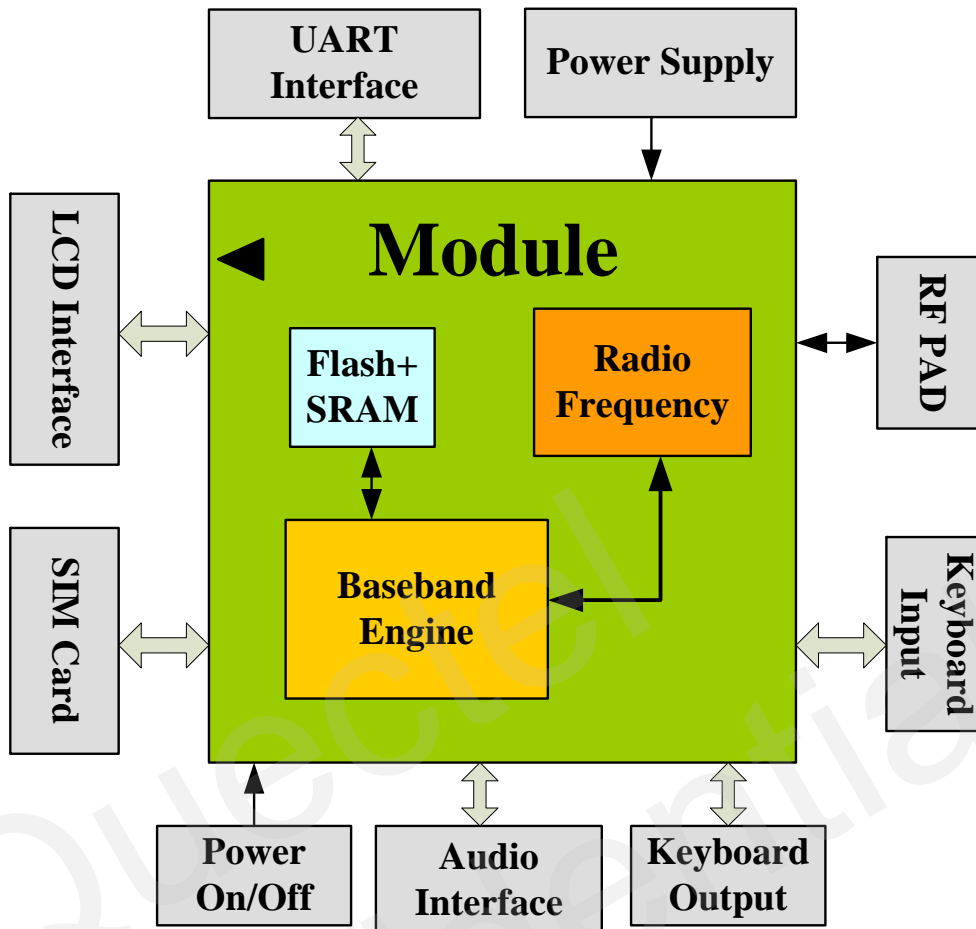 UART
Interface
Power Supply
Module
LCD Interface
RF PAD
Flash+
SRAM
Radio
Frequency
Baseband
Engine
SIM Card
Keyboard
Input
Power
On/Off
Audio
Interface
Keyboard
Output
Quectel